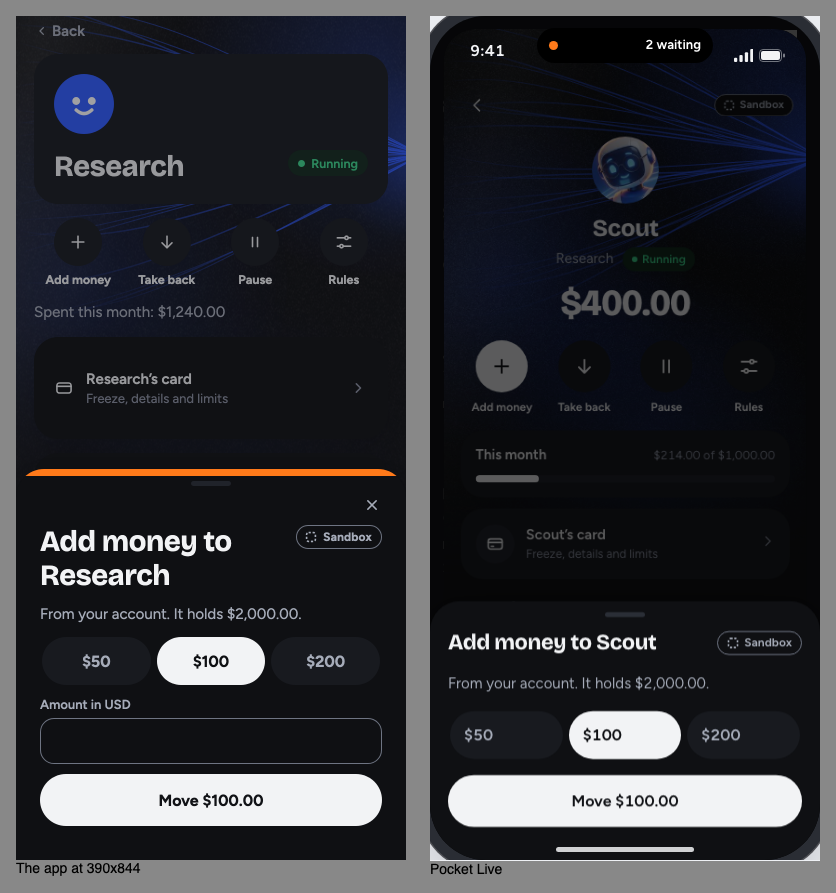 Back
Research
Running
Add money
Take back
Pause
Rules
Spent this month: $1,240.00
Research’s card
Freeze, details and limits
Add money to
Research
Sandbox
From your account. It holds $2,000.00.
$50
$100
$200
Amount in USD
Move $100.00
The app at 390x844
9:41
2 waiting
Sandbox
Scout
Research
Running
$400.00
Add money
Take back
Pause
Rules
This month
$214.00 of $1,000.00
Scout’s card
Freeze, details and limits
Add money to Scout
Sandbox
From your account. It holds $2,000.00.
$50
$100
$200
Move $100.00
Pocket Live